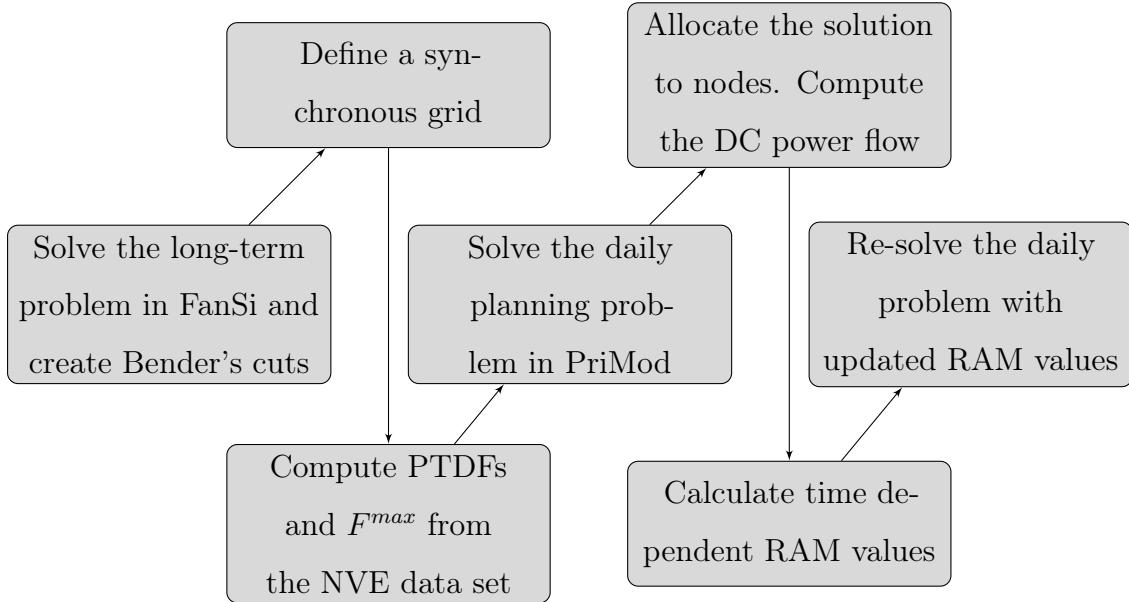 Define a syn-
chronous grid
Allocate the solution
to nodes. Compute
the DC power flow
Solve the long-term
problem in FanSi and
create Bender's cuts
Solve the daily
planning prob-
lem in PriMod
Re-solve the daily
problem with
updated RAM values
Compute PTDFs
and F^{max} from
the NVE data set
Calculate time de-
pendent RAM values